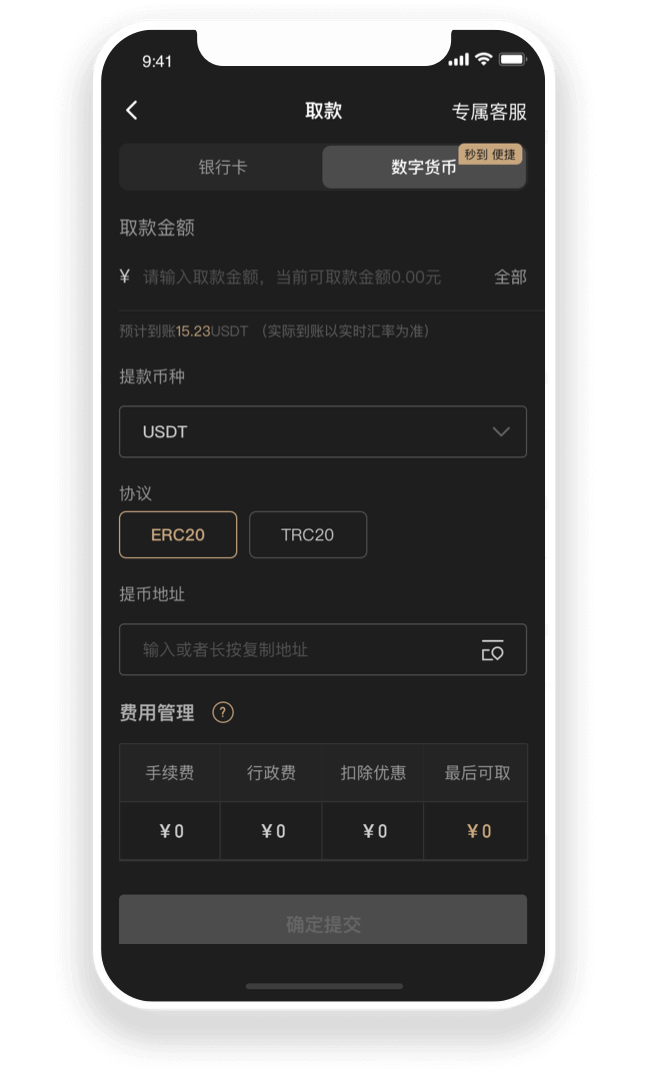 9:41
取款 专属客服
银行卡 数字货币 秒到 便捷
取款金额
¥ 请输入取款金额，当前可取款金额0.00元 全部
预计到账15.23USDT （实际到账以实时汇率为准）
提款币种
USDT
协议
ERC20 TRC20
提币地址
输入或者长按复制地址
费用管理 ?
手续费 行政费 扣除优惠 最后可取
¥0 ¥0 ¥0 ¥0
确定提交